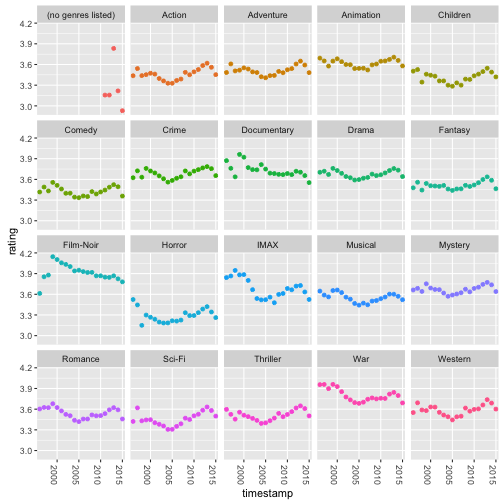 (no genres listed) Action Adventure Animation Children
4.2
3.9
3.6
3.3
3.0
Comedy Crime Documentary Drama Fantasy
4.2
3.9
3.6
3.3
3.0
rating
Film-Noir Horror IMAX Musical Mystery
4.2
3.9
3.6
3.3
3.0
Romance Sci-Fi Thriller War Western
4.2
3.9
3.6
3.3
3.0
2000 2005 2010 2015 2000 2005 2010 2015 2000 2005 2010 2015 2000 2005 2010 2015 2000 2005 2010 2015
timestamp